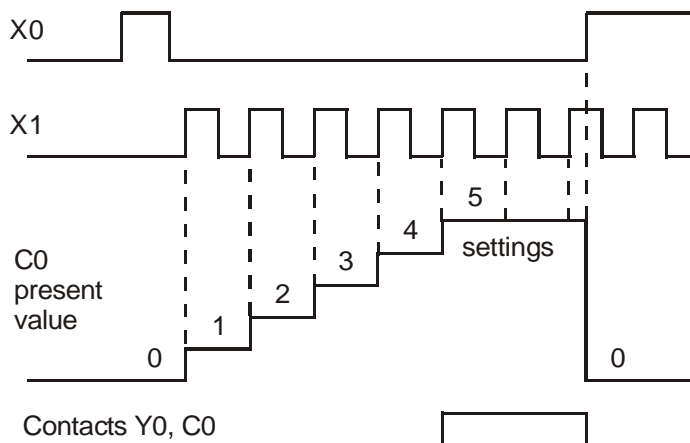 X0
X1
5
4
settings
3
C0
present
value
2
1
0
0
Contacts Y0, C0